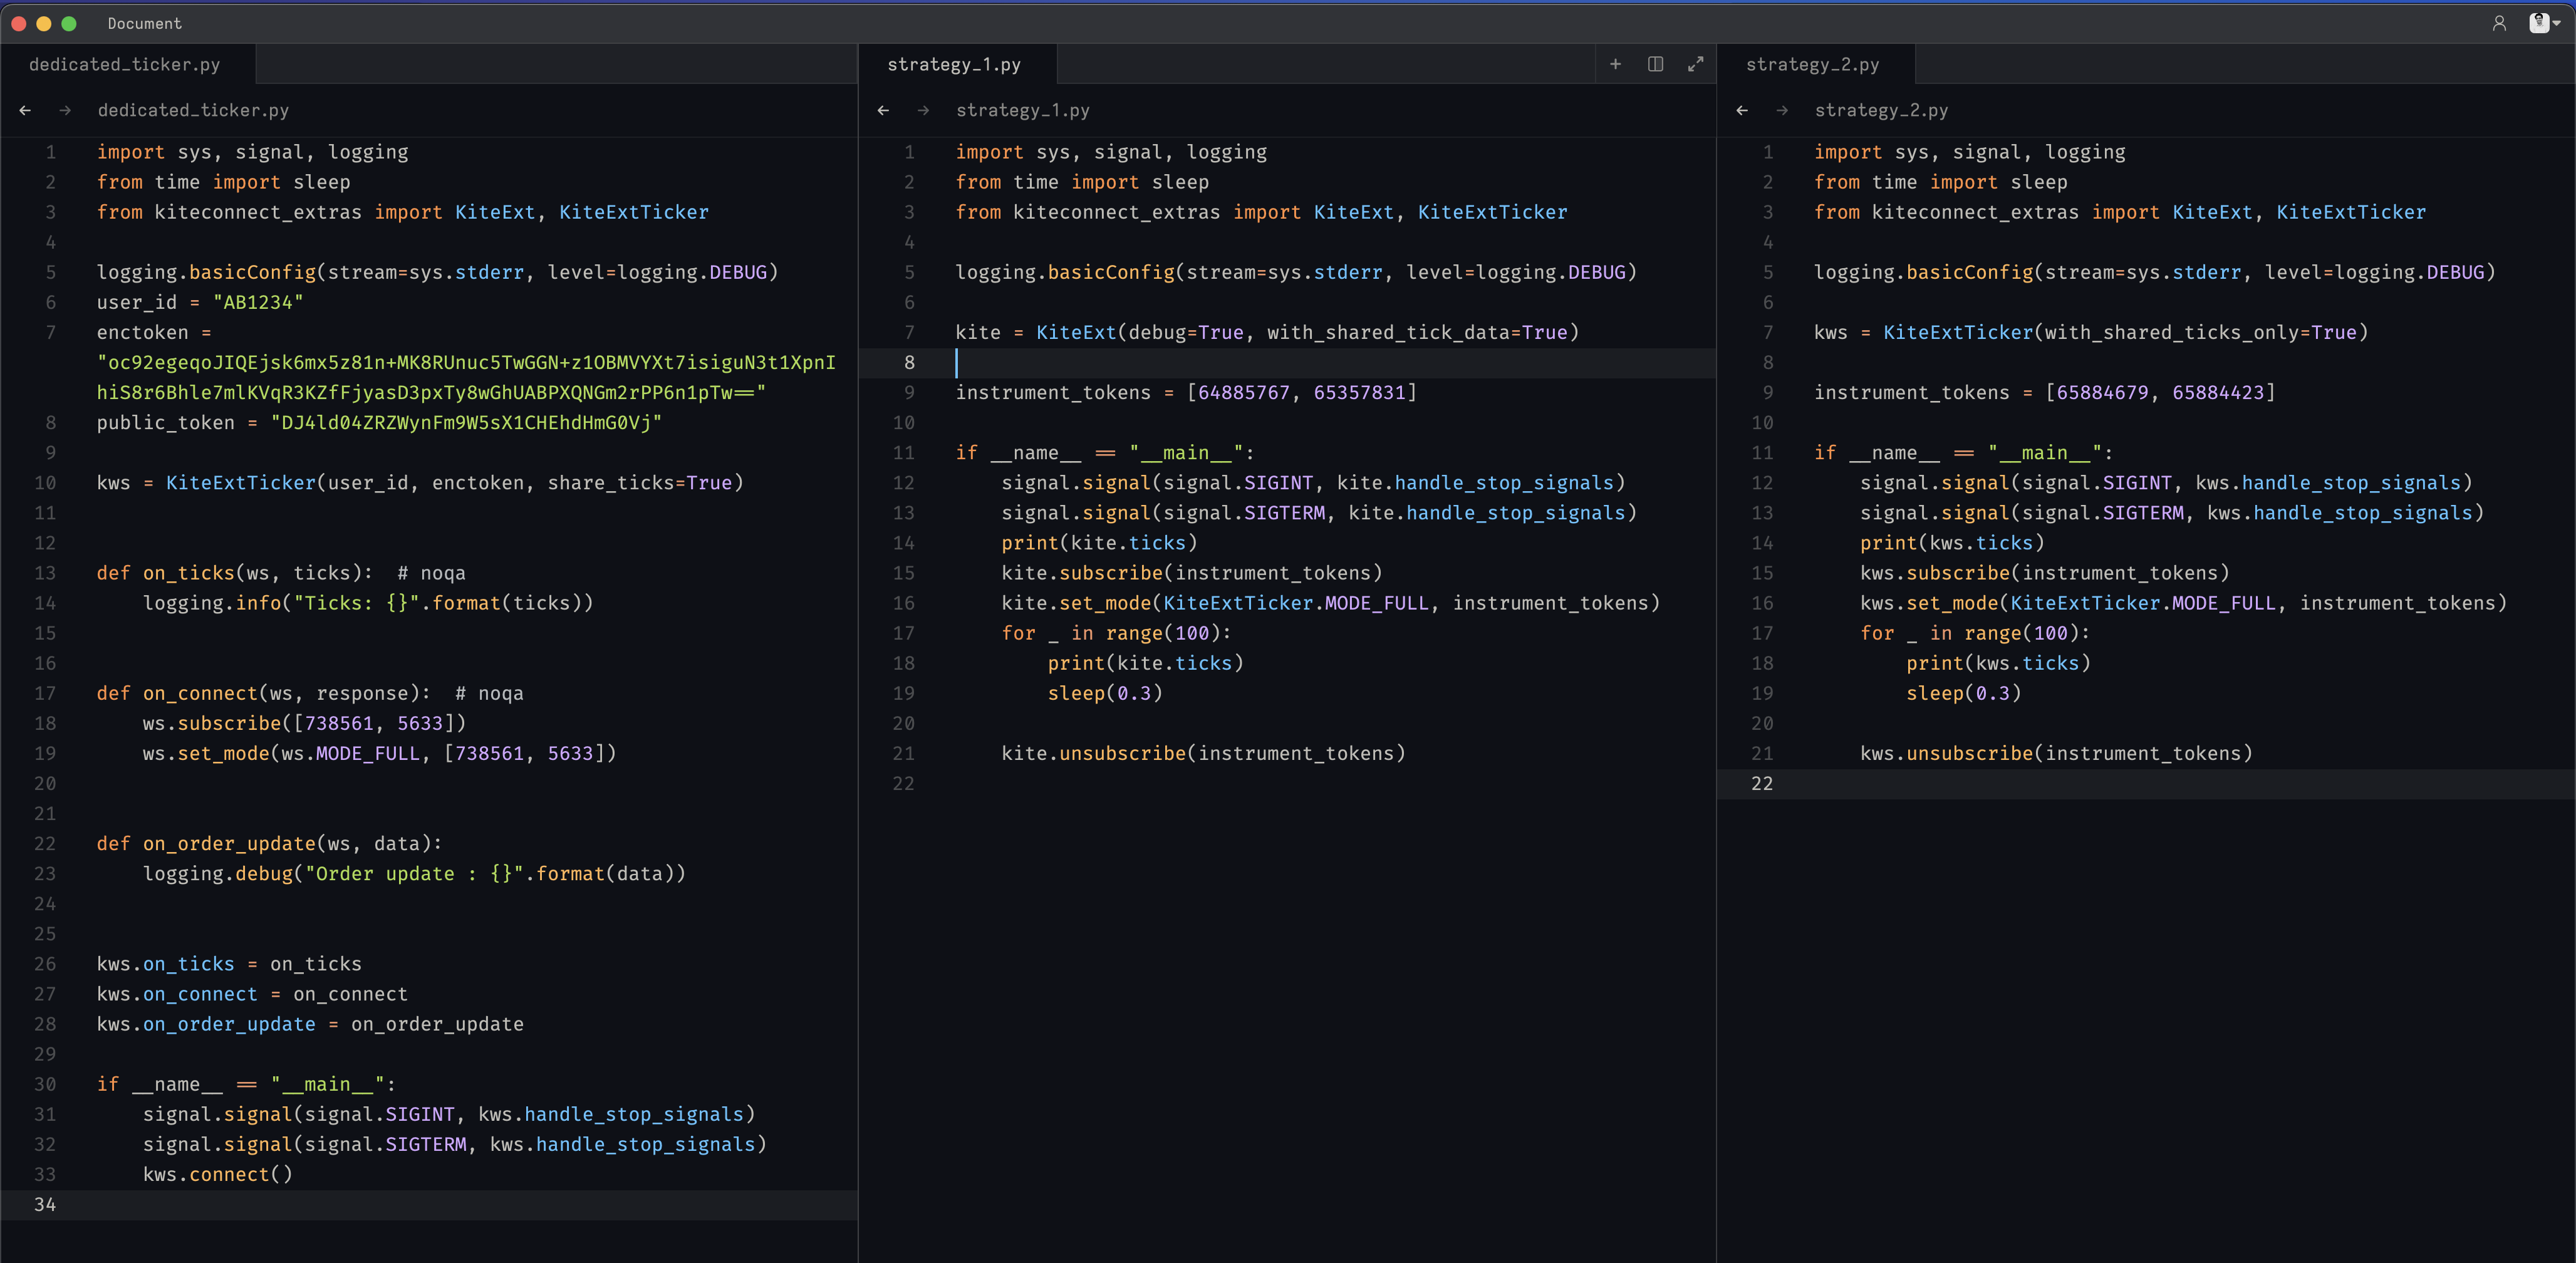 Document
dedicated_ticker.py
dedicated_ticker.py
1 import sys, signal, logging
2 from time import sleep
3 from kiteconnect_extras import KiteExt, KiteExtTicker
4
5 logging.basicConfig(stream=sys.stderr, level=logging.DEBUG)
6 user_id = "AB1234"
7 enctoken =
"oc92egeqoJIQEjsk6mx5z81n+MK8RUnuc5TwGGN+z1OBMVYXt7isiguN3t1XpnI
hiS8r6Bhle7mlKVqR3KZfFjyasD3pxTy8wGhUABPXQNGm2rPP6n1pTw=="
8 public_token = "DJ4ld04ZRZWynFm9W5sX1CHEhdHmG0Vj"
9
10 kws = KiteExtTicker(user_id, enctoken, share_ticks=True)
11
12
13 def on_ticks(ws, ticks):  # noqa
14     logging.info("Ticks: {}".format(ticks))
15
16
17 def on_connect(ws, response):  # noqa
18     ws.subscribe([738561, 5633])
19     ws.set_mode(ws.MODE_FULL, [738561, 5633])
20
21
22 def on_order_update(ws, data):
23     logging.debug("Order update : {}".format(data))
24
25
26 kws.on_ticks = on_ticks
27 kws.on_connect = on_connect
28 kws.on_order_update = on_order_update
29
30 if __name__ == "__main__":
31     signal.signal(signal.SIGINT, kws.handle_stop_signals)
32     signal.signal(signal.SIGTERM, kws.handle_stop_signals)
33     kws.connect()
34
strategy_1.py
strategy_1.py
1 import sys, signal, logging
2 from time import sleep
3 from kiteconnect_extras import KiteExt, KiteExtTicker
4
5 logging.basicConfig(stream=sys.stderr, level=logging.DEBUG)
6
7 kite = KiteExt(debug=True, with_shared_tick_data=True)
8
9 instrument_tokens = [64885767, 65357831]
10
11 if __name__ == "__main__":
12     signal.signal(signal.SIGINT, kite.handle_stop_signals)
13     signal.signal(signal.SIGTERM, kite.handle_stop_signals)
14     print(kite.ticks)
15     kite.subscribe(instrument_tokens)
16     kite.set_mode(KiteExtTicker.MODE_FULL, instrument_tokens)
17     for _ in range(100):
18         print(kite.ticks)
19         sleep(0.3)
20
21     kite.unsubscribe(instrument_tokens)
22
strategy_2.py
strategy_2.py
1 import sys, signal, logging
2 from time import sleep
3 from kiteconnect_extras import KiteExt, KiteExtTicker
4
5 logging.basicConfig(stream=sys.stderr, level=logging.DEBUG)
6
7 kws = KiteExtTicker(with_shared_ticks_only=True)
8
9 instrument_tokens = [65884679, 65884423]
10
11 if __name__ == "__main__":
12     signal.signal(signal.SIGINT, kws.handle_stop_signals)
13     signal.signal(signal.SIGTERM, kws.handle_stop_signals)
14     print(kws.ticks)
15     kws.subscribe(instrument_tokens)
16     kws.set_mode(KiteExtTicker.MODE_FULL, instrument_tokens)
17     for _ in range(100):
18         print(kws.ticks)
19         sleep(0.3)
20
21     kws.unsubscribe(instrument_tokens)
22